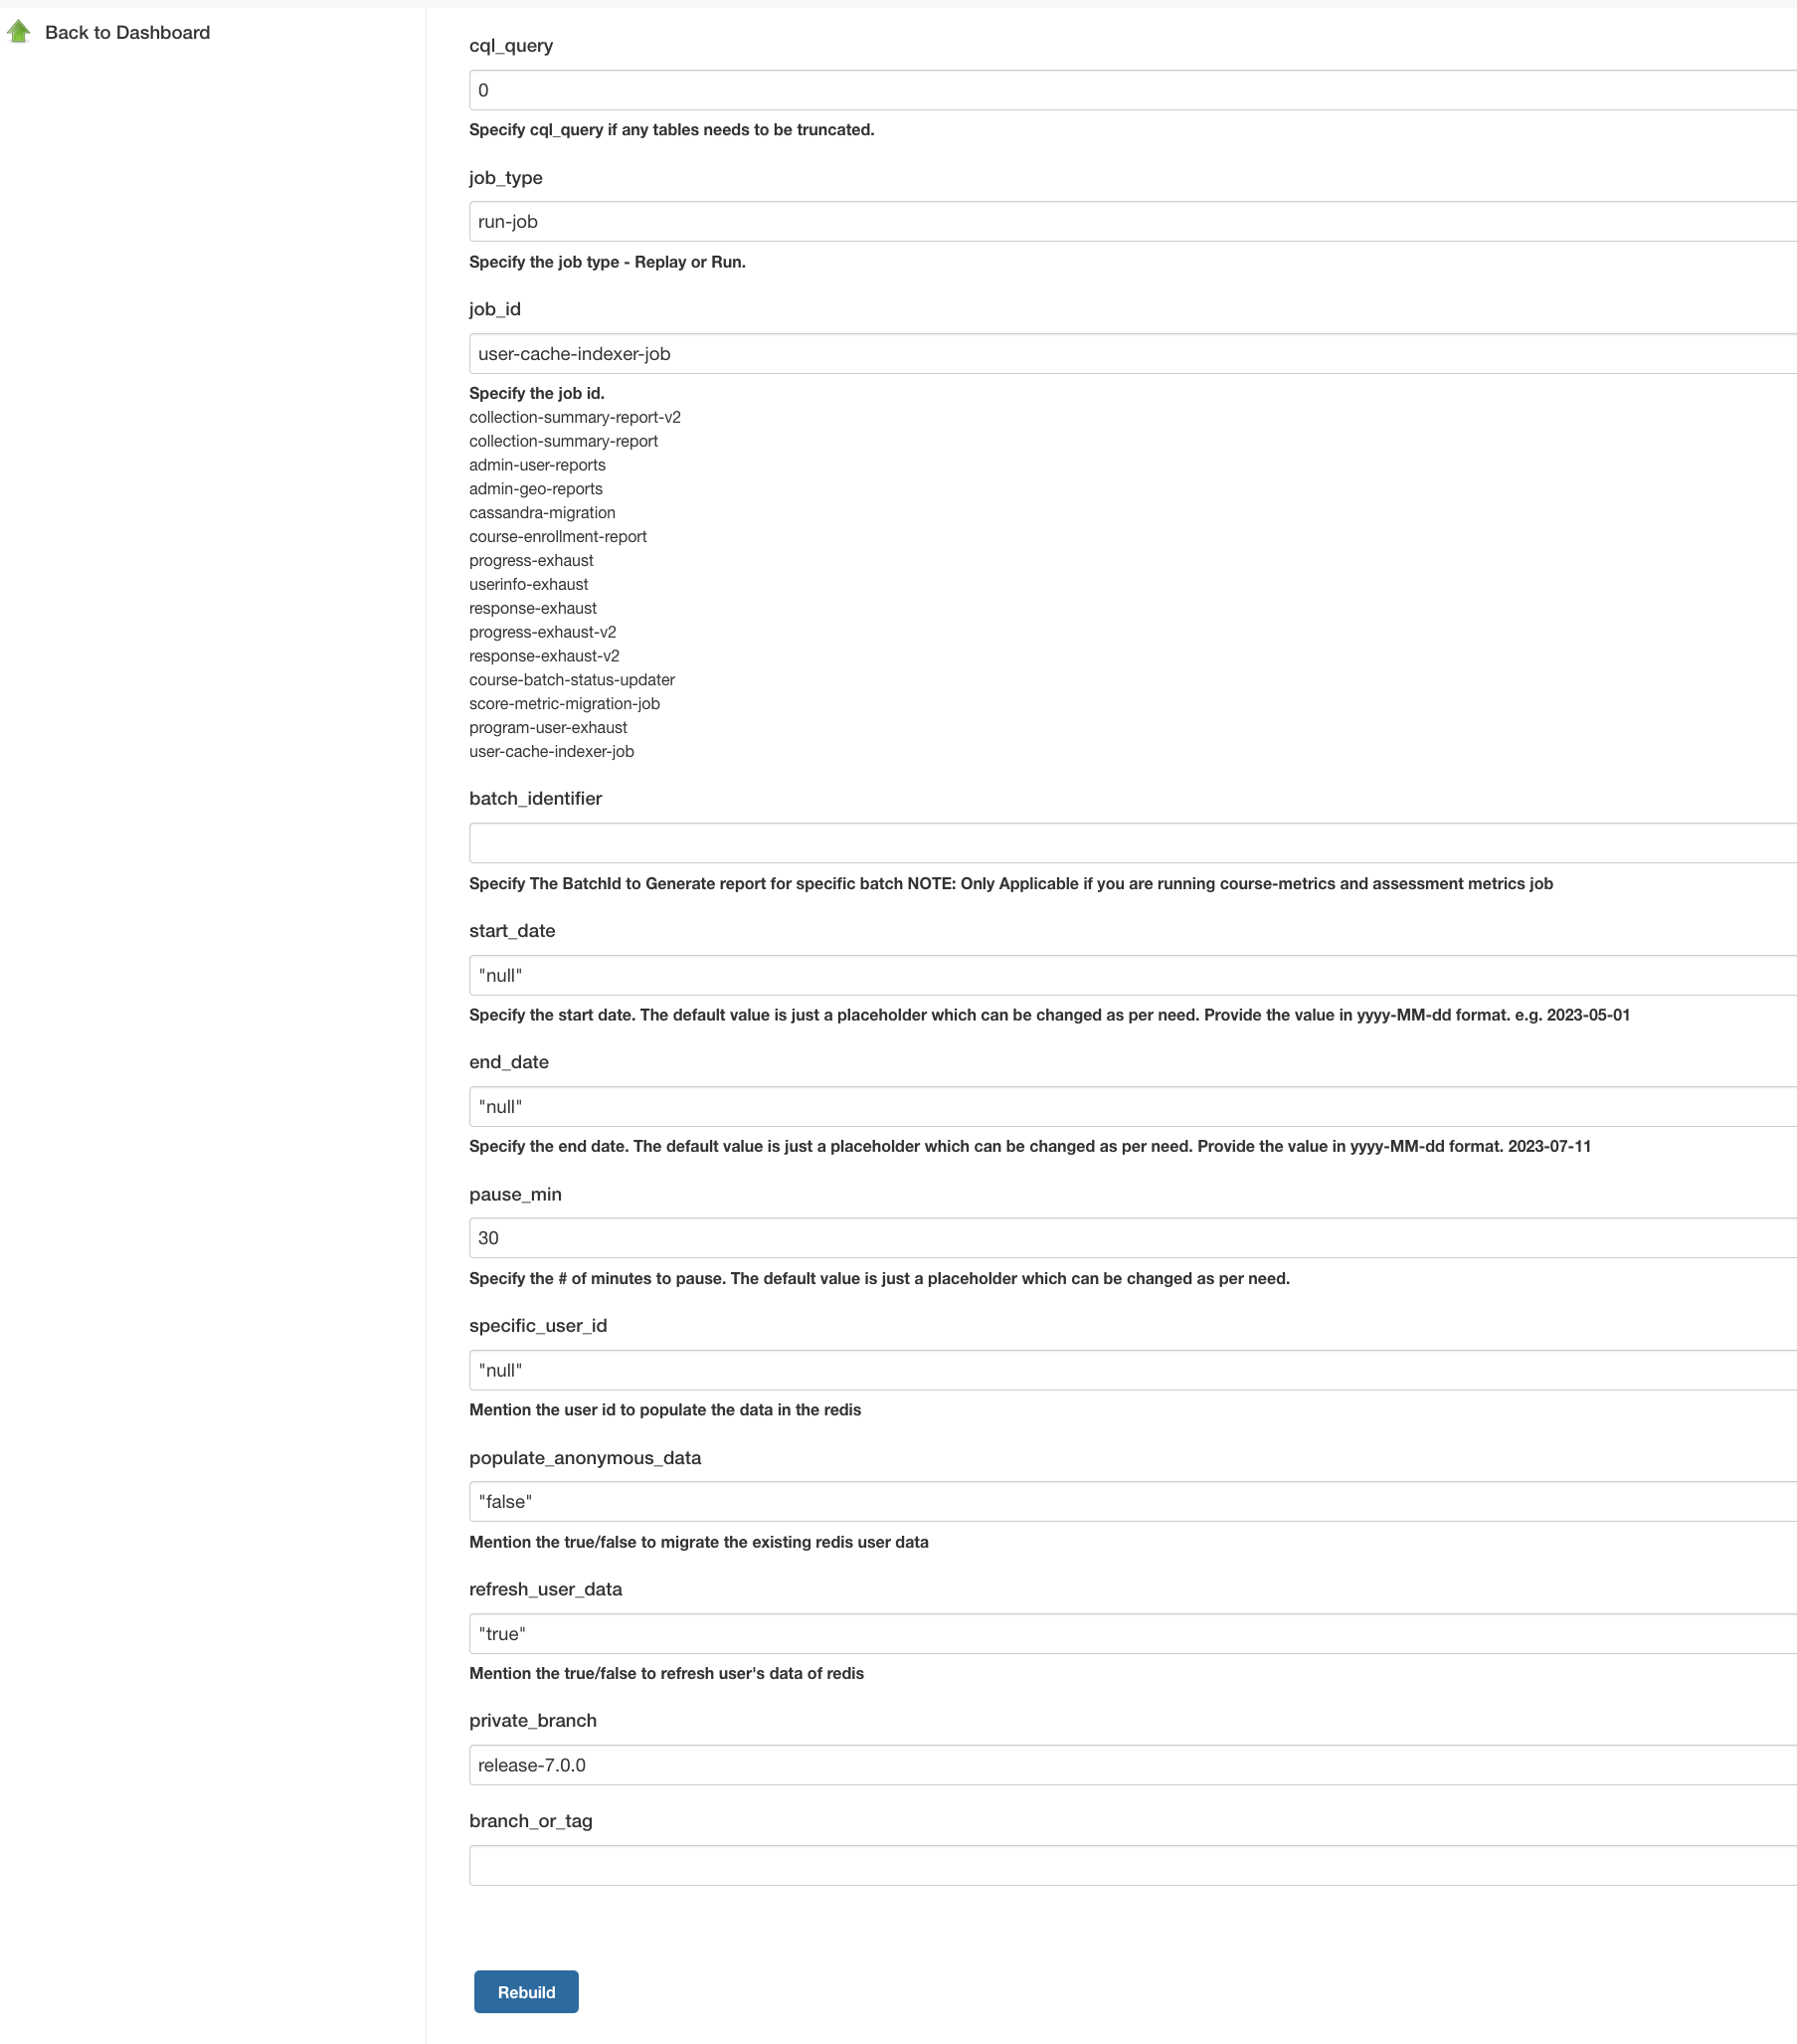 Back to Dashboard
cql_query
0
Specify cql_query if any tables needs to be truncated.
job_type
run-job
Specify the job type - Replay or Run.
job_id
user-cache-indexer-job
Specify the job id.
collection-summary-report-v2
collection-summary-report
admin-user-reports
admin-geo-reports
cassandra-migration
course-enrollment-report
progress-exhaust
userinfo-exhaust
response-exhaust
progress-exhaust-v2
response-exhaust-v2
course-batch-status-updater
score-metric-migration-job
program-user-exhaust
user-cache-indexer-job
batch_identifier
Specify The BatchId to Generate report for specific batch NOTE: Only Applicable if you are running course-metrics and assessment metrics job
start_date
"null"
Specify the start date. The default value is just a placeholder which can be changed as per need. Provide the value in yyyy-MM-dd format. e.g. 2023-05-01
end_date
"null"
Specify the end date. The default value is just a placeholder which can be changed as per need. Provide the value in yyyy-MM-dd format. 2023-07-11
pause_min
30
Specify the # of minutes to pause. The default value is just a placeholder which can be changed as per need.
specific_user_id
"null"
Mention the user id to populate the data in the redis
populate_anonymous_data
"false"
Mention the true/false to migrate the existing redis user data
refresh_user_data
"true"
Mention the true/false to refresh user's data of redis
private_branch
release-7.0.0
branch_or_tag
Rebuild